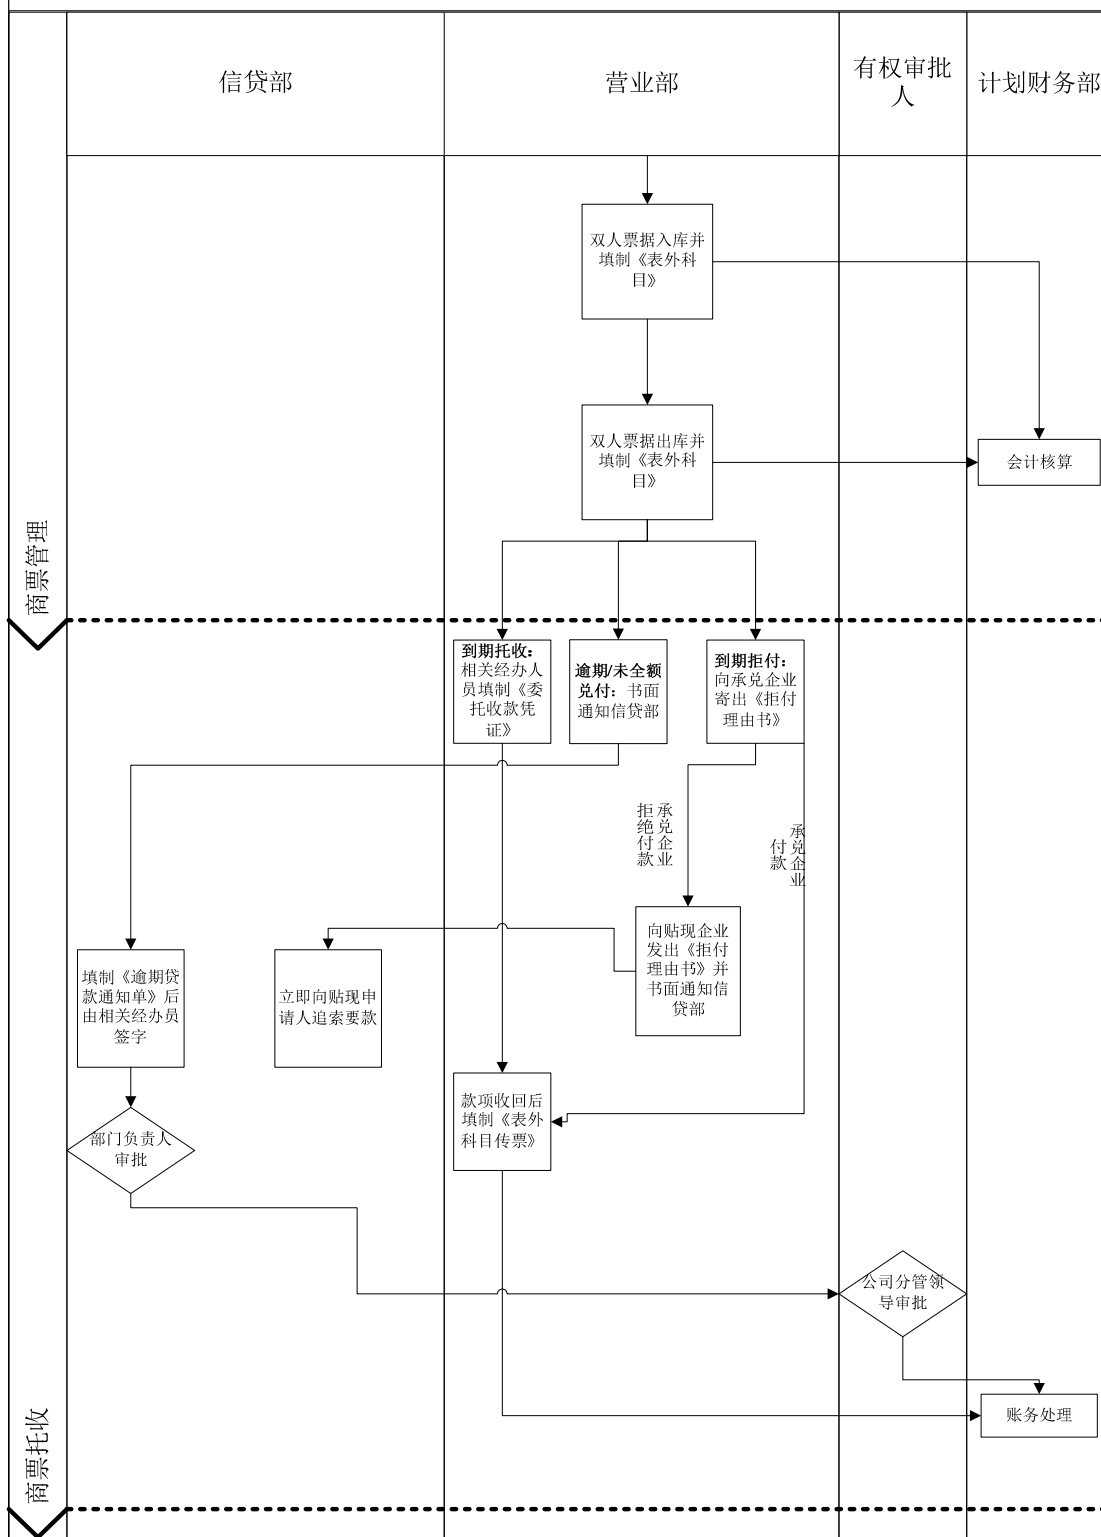 信贷部
营业部
有权审批
人
计划财务部
双人票据入库并
填制《表外科
目》
双人票据出库并
填制《表外科
目》
会计核算
商票管理
到期托收：
相关经办人
员填制《委
托收款凭
证》
逾期/未全额
兑付：书面
通知信贷部
到期拒付：
向承兑企业
寄出《拒付
理由书》
承兑企业
拒绝付款
承兑企业
付款
向贴现企业
发出《拒付
理由书》并
书面通知信
贷部
填制《逾期贷
款通知单》后
由相关经办员
签字
立即向贴现申
请人追索要款
款项收回后
填制《表外
科目传票》
部门负责人
审批
公司分管领
导审批
账务处理
商票托收